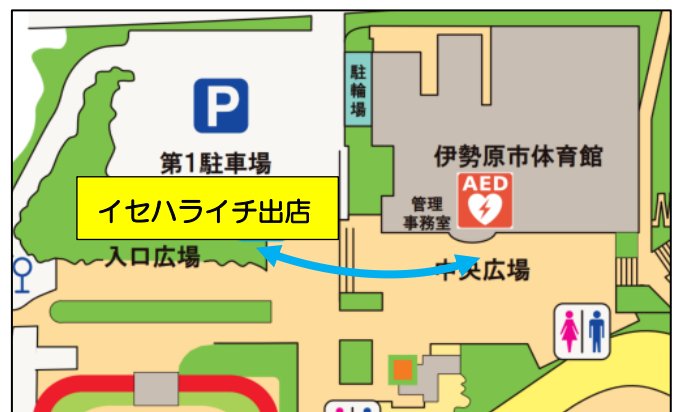 駐輪場
P
第1駐車場
伊勢原市体育館
AED
管理
事務室
イセハライチ出店
入口広場
中央広場